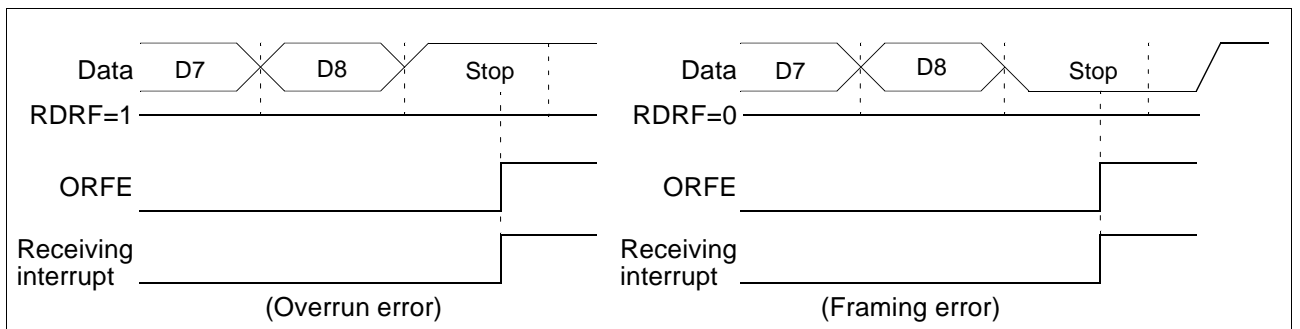 Data D7 D8 Stop
RDRF=1
ORFE
Receiving
interrupt
(Overrun error)
Data D7 D8 Stop
RDRF=0
ORFE
Receiving
interrupt
(Framing error)